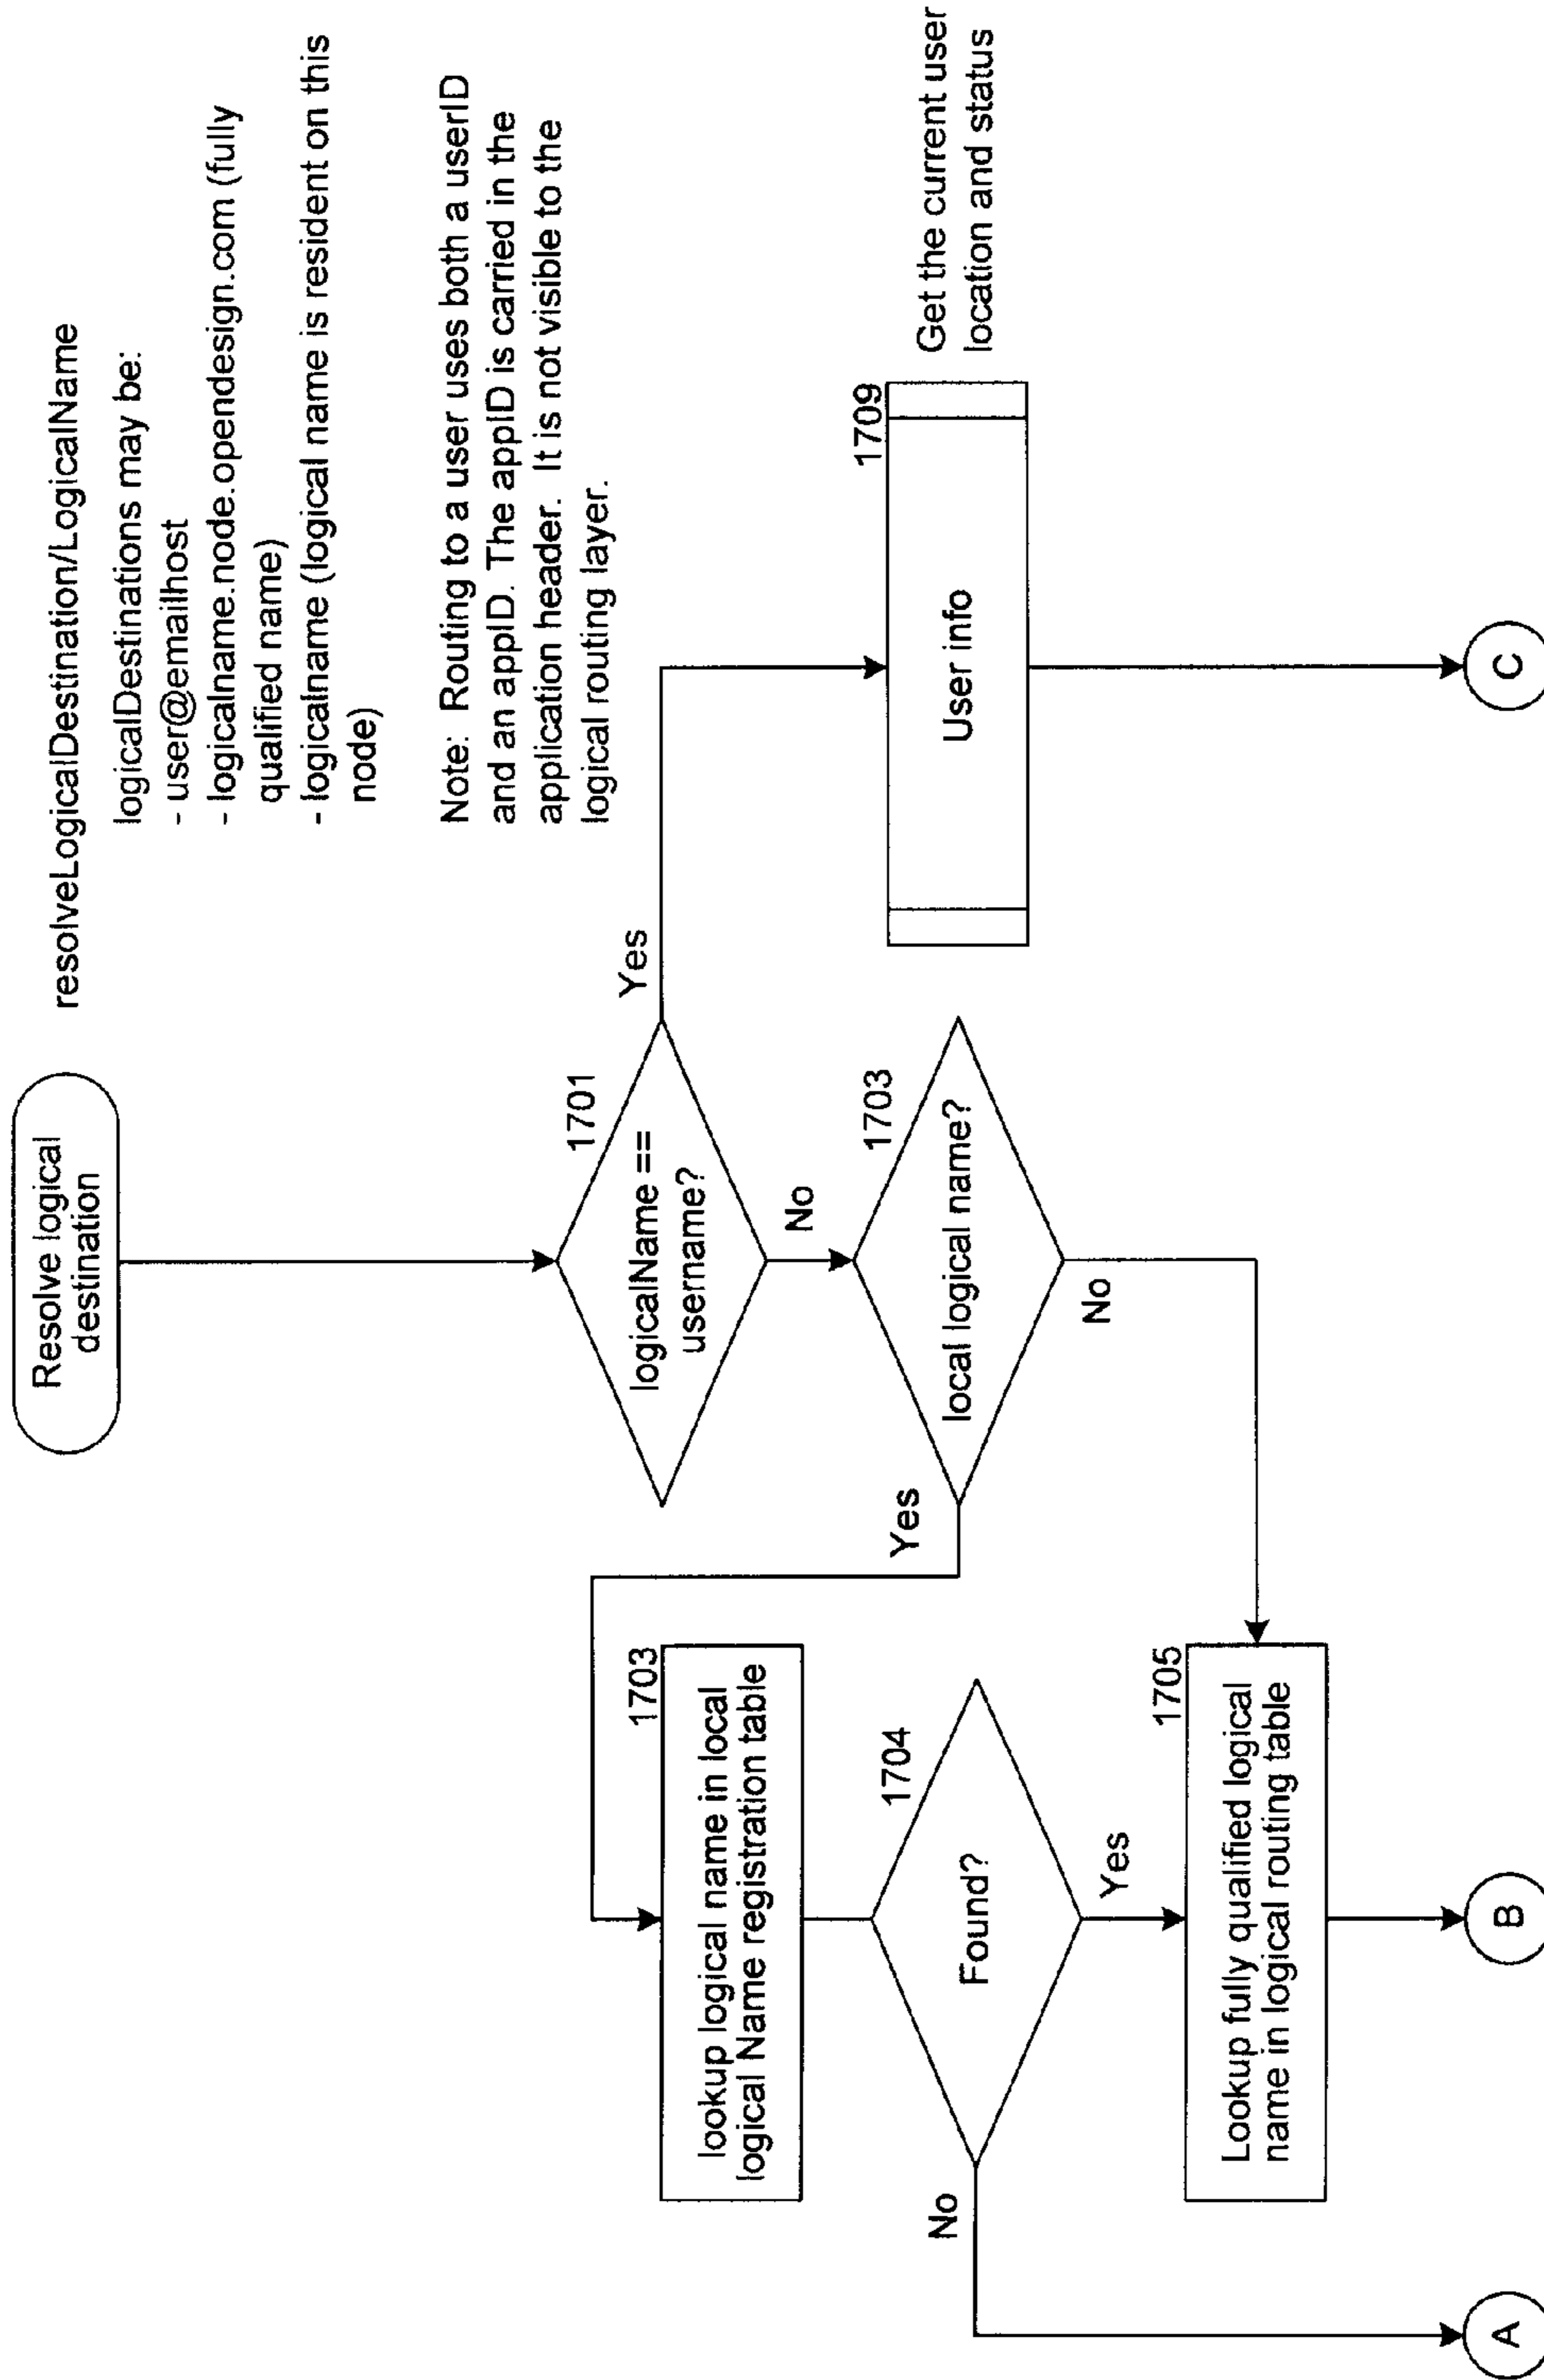 Resolve logical
destination
resolveLogicalDestination/LogicalName
logicalDestinations may be:
- user@emailhost
- logicalname.node.opendesign.com (fully
qualified name)
- logicalname (logical name is resident on this
node)
Note: Routing to a user uses both a userID
and an appID. The appID is carried in the
application header. It is not visible to the
logical routing layer.
1701
logicalName ==
username?
Yes
No
1703
local logical name?
Yes
No
1709
User info
Get the current user
location and status
1703
lookup logical name in local
logical Name registration table
1704
Found?
No
Yes
1705
Lookup fully qualified logical
name in logical routing table
A
B
C